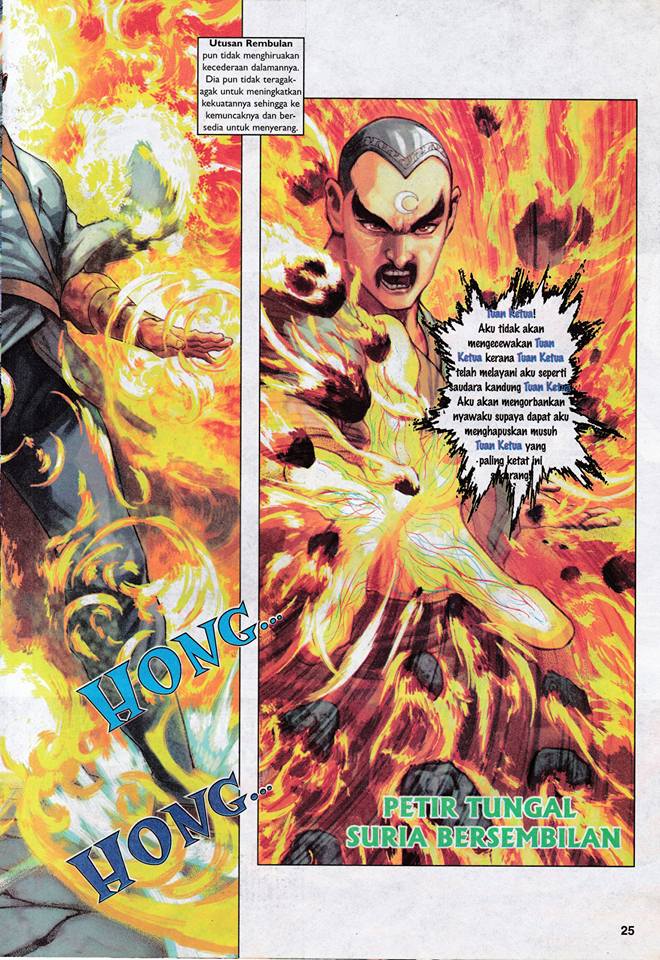 Utusan Rembulan
pun tidak menghiruakan
kecederaan dalamannya.
Dia pun tidak teragak-
agak untuk meningkatkan
kekuatannya sehingga ke
kemuncaknya dan ber-
sedia untuk menyerang.
Tuan Ketua!
Aku tidak akan
mengecewakan Tuan
Ketua kerana Tuan Ketua
telah melayani aku seperti
saudara kandung Tuan Ketua
Aku akan mengorbankan
nyawaku supaya dapat aku
menghapuskan musuh
Tuan Ketua yang
paling ketat ini
HONG...
HONG...
PETIR TUNGAL
SURIA BERSEMBILAN
25